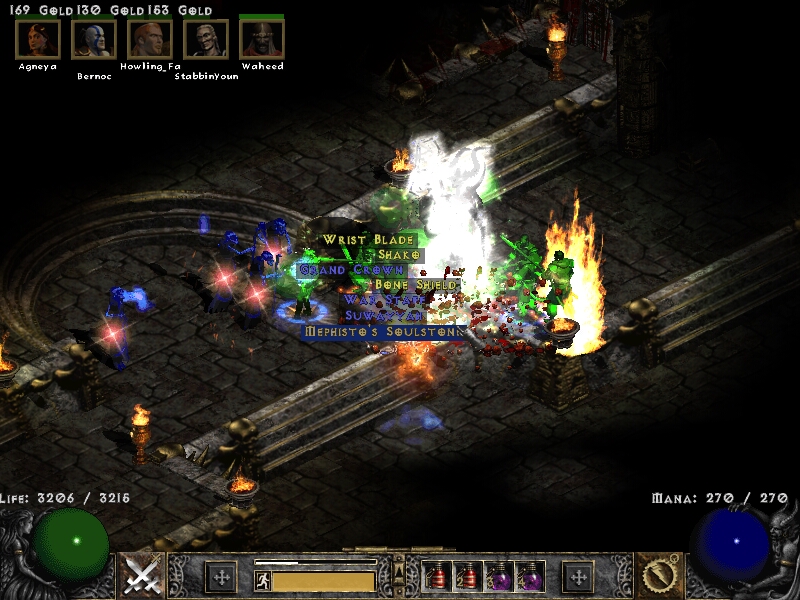 169 Gold 130 Gold 153 Gold
Agneya
Bernoc
Howling_Fa
StabbinYoun
Waheed
Wrist Blade
Shako
Grand Crown
Bone Shield
War Staff
Suwayyah
Mephisto's Soulstone
Life: 3206 / 3215
Mana: 270 / 270